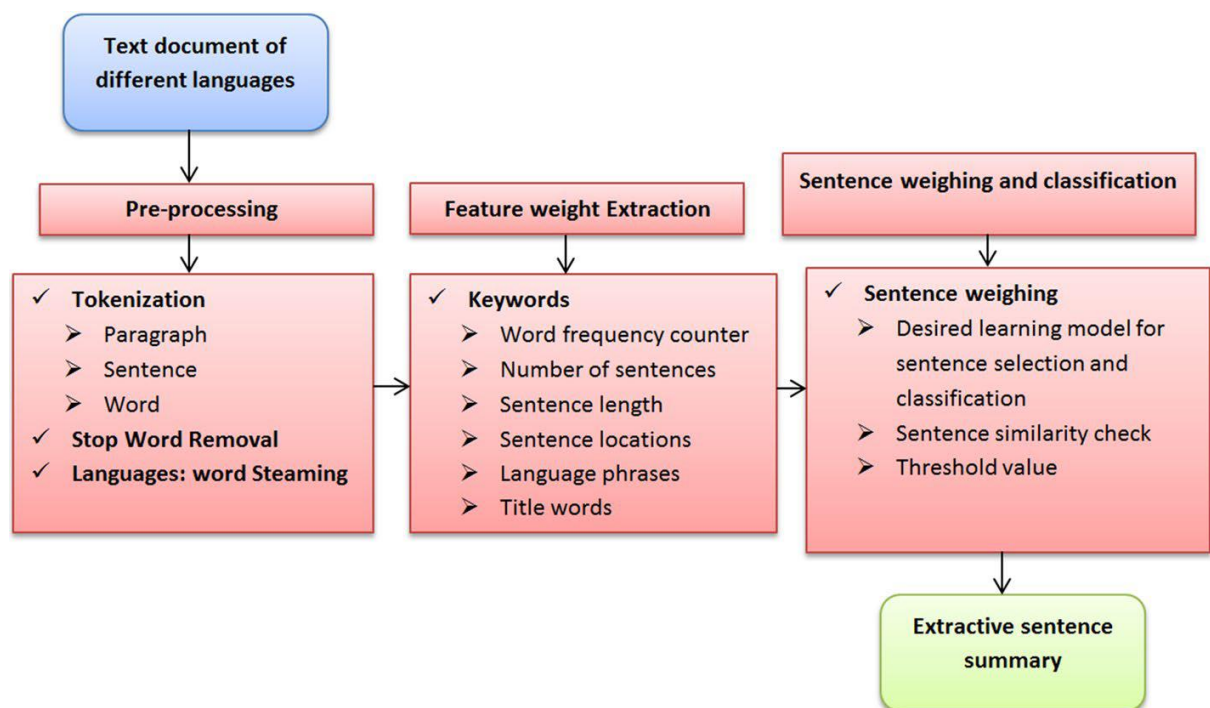 Text document of
different languages
Pre-processing
Tokenization
Paragraph
Sentence
Word
Stop Word Removal
Languages: word Steaming
Feature weight Extraction
Keywords
Word frequency counter
Number of sentences
Sentence length
Sentence locations
Language phrases
Title words
Sentence weighing and classification
Sentence weighing
Desired learning model for
sentence selection and
classification
Sentence similarity check
Threshold value
Extractive sentence
summary